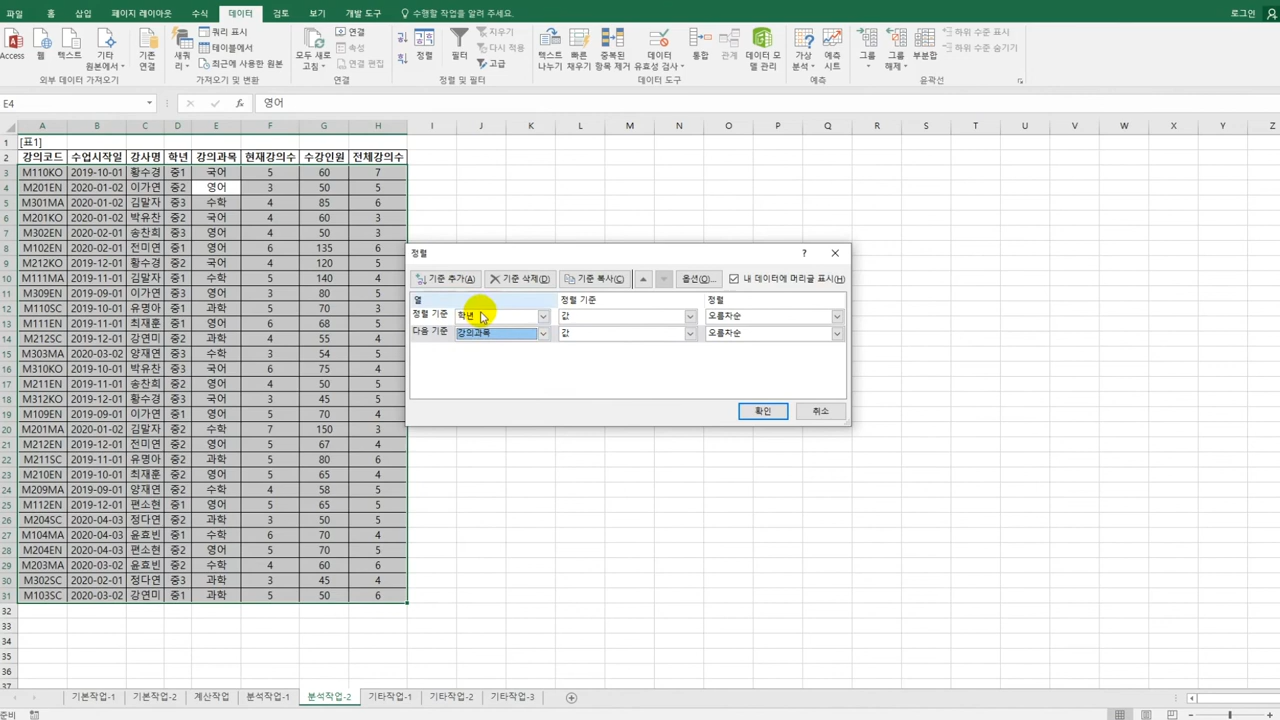 파일 홈 삽입 페이지 레이아웃 수식 데이터 검토 보기 개발 도구 수행할 작업을 알려 주세요. 로그인
Access 웹 텍스트 기타 원본에서 기존 연결 새 쿼리 쿼리 표시 테이블에서 최근에 사용한 원본 모두 새로 고침 연결 속성 연결 편집 정렬 필터 지우기 다시 적용 고급 텍스트 나누기 빠른 채우기 중복된 항목 제거 데이터 유효성 검사 통합 관계 데이터 모델 관리 가상 분석 예측 시트 그룹 그룹 해제 부분합 하위 수준 표시 하위 수준 숨기기
외부 데이터 가져오기 가져오기 및 변환 연결 정렬 및 필터 데이터 도구 예측 윤곽선
E4 fx 영어
A B C D E F G H I J K L M N O P Q R S T U V W X Y Z
1 [표1]
2 강의코드 수업시작일 강사명 학년 강의과목 현재강의수 수강인원 전체강의수
3 M110KO 2019-10-01 황수경 중1 국어 5 60 7
4 M201EN 2020-01-02 이가연 중2 영어 3 50 5
5 M301MA 2020-01-02 김말자 중3 수학 4 85 6
6 M201KO 2020-01-02 박유찬 중2 국어 4 60 3
7 M302EN 2020-02-01 송찬희 중3 영어 4 50 3
8 M102EN 2020-02-01 전미연 중1 영어 6 135 6
9 M212KO 2019-12-01 황수경 중2 국어 4 120 5
10 M111MA 2019-11-01 김말자 중1 수학 5 140 4
11 M309EN 2019-09-01 이가연 중3 영어 3 80 5
12 M110SC 2019-10-01 유명아 중1 과학 5 70 3
13 M111EN 2019-11-01 최재훈 중1 영어 6 68 5
14 M212SC 2019-12-01 강연미 중2 과학 4 55 4
15 M303MA 2020-03-02 양재연 중3 수학 3 54 5
16 M310KO 2019-10-01 박유찬 중3 국어 6 75 4
17 M211EN 2019-11-01 송찬희 중2 영어 4 50 5
18 M312KO 2019-12-01 황수경 중3 국어 3 45 5
19 M109EN 2019-09-01 이가연 중1 영어 5 70 4
20 M201MA 2020-01-02 김말자 중2 수학 7 150 3
21 M212EN 2019-12-01 전미연 중2 영어 5 67 4
22 M211SC 2019-11-01 유명아 중2 과학 5 80 6
23 M210EN 2019-10-01 최재훈 중2 영어 5 65 4
24 M209MA 2019-09-01 양재연 중2 수학 4 58 5
25 M112EN 2019-12-01 편소현 중1 영어 5 65 5
26 M204SC 2020-04-03 정다연 중2 과학 3 50 5
27 M104MA 2020-04-03 윤효빈 중1 수학 6 70 4
28 M204EN 2020-04-03 편소현 중2 영어 5 70 5
29 M203MA 2020-03-02 윤효빈 중2 수학 4 60 6
30 M302SC 2020-02-01 정다연 중3 과학 3 45 4
31 M103SC 2020-03-02 강연미 중1 과학 5 50 6
32
33
34
35
36
37
정렬 ?
기준 추가(A) 기준 삭제(D) 기준 복사(C) 옵션(O)... 내 데이터에 머리글 표시(H)
열 정렬 기준 정렬
정렬 기준 학년 값 오름차순
다음 기준 강의과목 값 오름차순
확인 취소
기본작업-1 기본작업-2 계산작업 분석작업-1 분석작업-2 기타작업-1 기타작업-2 기타작업-3
준비